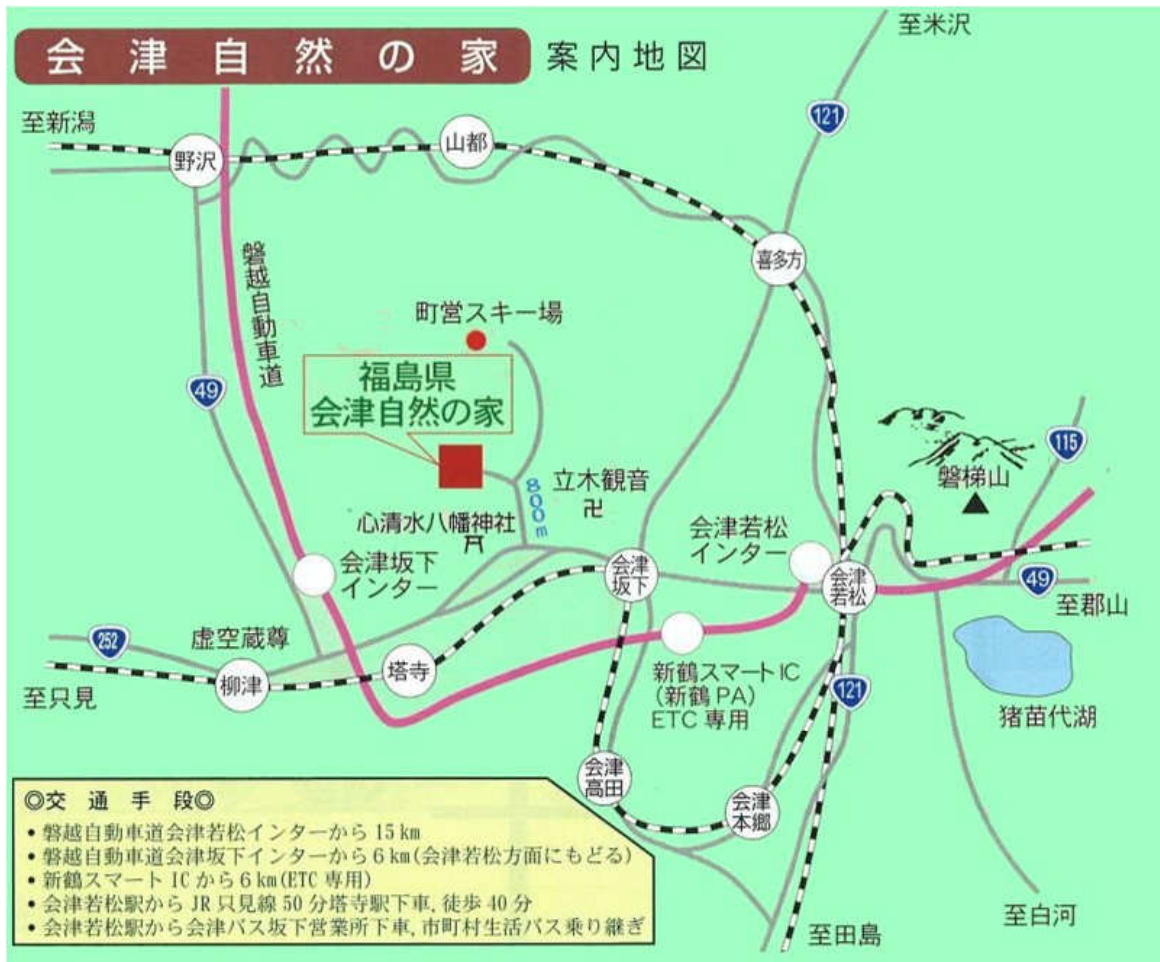 会津自然の家 案内地図
至米沢
121
至新潟
野沢
山都
喜多方
磐越自動車道
町営スキー場
福島県
会津自然の家
49
115
磐梯山
800m
立木観音
卍
心清水八幡神社
会津若松
インター
会津坂下
インター
会津
坂下
会津
若松
49
至郡山
252
虚空蔵尊
塔寺
柳津
至只見
新鶴スマートIC
(新鶴PA)
ETC専用
121
猪苗代湖
会津
高田
会津
本郷
至田島
至白河
◎交通手段◎
• 磐越自動車道会津若松インターから15km
• 磐越自動車道会津坂下インターから6km(会津若松方面にもどる)
• 新鶴スマートICから6km(ETC専用)
• 会津若松駅からJR只見線50分塔寺駅下車,徒歩40分
• 会津若松駅から会津バス坂下営業所下車,市町村生活バス乗り継ぎ